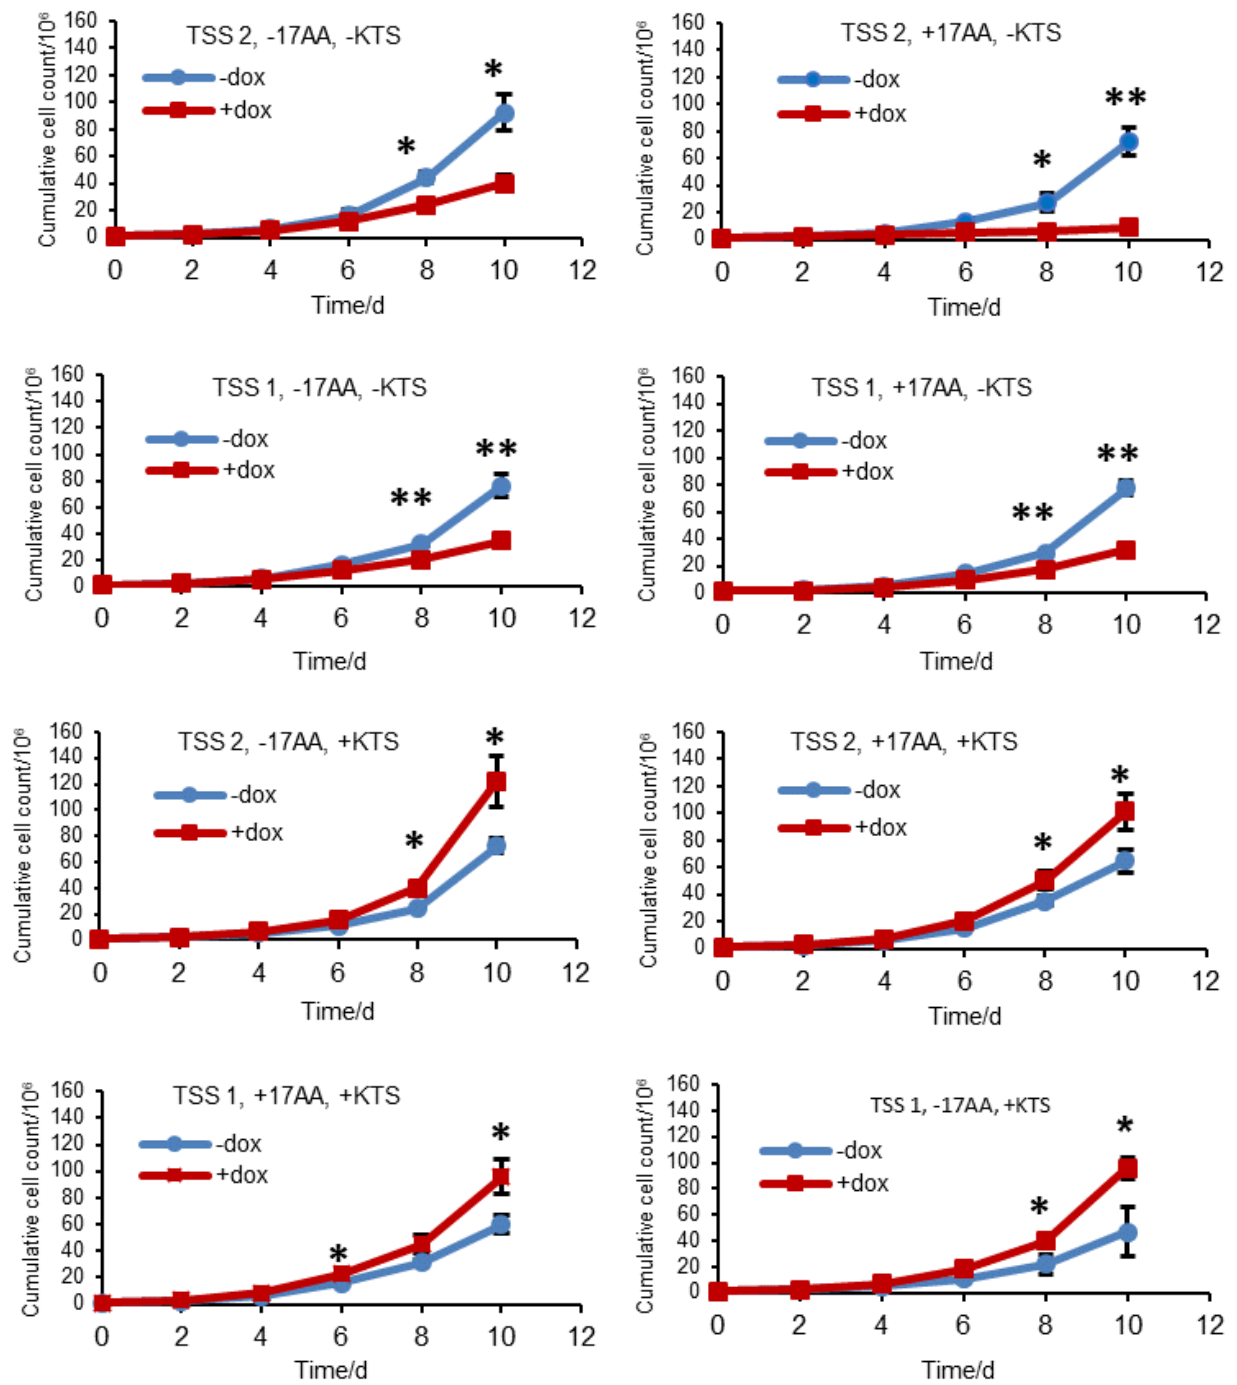 TSS 2, -17AA, -KTS
Cumulative cell count/10⁶
160
140
120
100
80
60
40
20
0
-dox
+dox
*
*
0 2 4 6 8 10 12
Time/d
TSS 2, +17AA, -KTS
Cumulative cell count/10⁶
160
140
120
100
80
60
40
20
0
-dox
+dox
*
**
0 2 4 6 8 10 12
Time/d
TSS 1, -17AA, -KTS
Cumulative cell count/10⁶
160
140
120
100
80
60
40
20
0
-dox
+dox
**
**
0 2 4 6 8 10 12
Time/d
TSS 1, +17AA, -KTS
Cumulative cell count/10⁶
160
140
120
100
80
60
40
20
0
-dox
+dox
**
**
0 2 4 6 8 10 12
Time/d
TSS 2, -17AA, +KTS
Cumulative cell count/10⁶
160
140
120
100
80
60
40
20
0
-dox
+dox
*
*
0 2 4 6 8 10 12
Time/d
TSS 2, +17AA, +KTS
Cumulative cell count/10⁶
160
140
120
100
80
60
40
20
0
-dox
+dox
*
*
0 2 4 6 8 10 12
Time/d
TSS 1, +17AA, +KTS
Cumulative cell count/10⁶
160
140
120
100
80
60
40
20
0
-dox
+dox
*
*
0 2 4 6 8 10 12
Time/d
TSS 1, -17AA, +KTS
Cumulative cell count/10⁶
160
140
120
100
80
60
40
20
0
-dox
+dox
*
*
0 2 4 6 8 10 12
Time/d